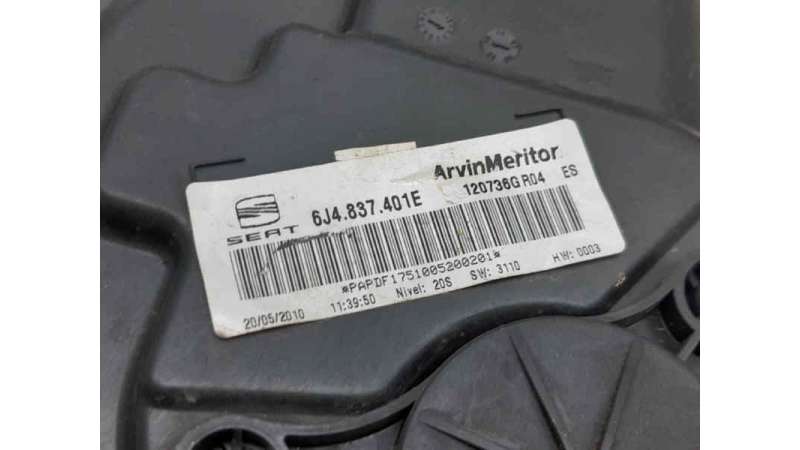 ArvinMeritor
SEAT 6J4.837.401E 120736G R04 ES
*PAPDF1751005200201*
20/05/2010 11:39:50 Nivel: 20S SW: 3110 HW: 0003